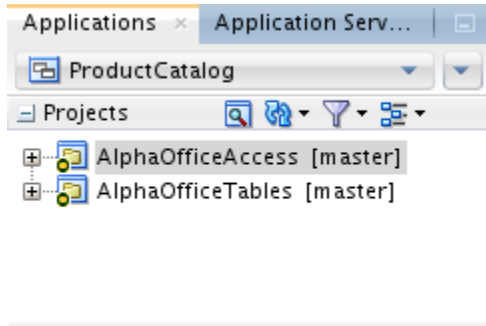 Applications Application Serv...
ProductCatalog
Projects
AlphaOfficeAccess [master]
AlphaOfficeTables [master]